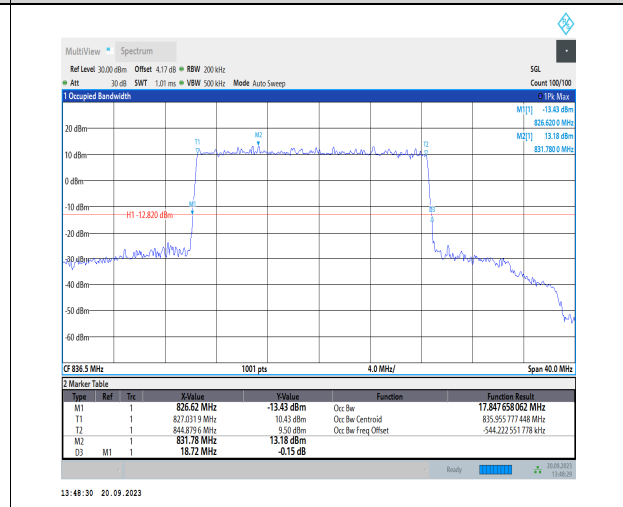 MultiView Spectrum
Ref Level 30.00 dBm Offset 4.17 dB RBW 200 kHz SGL
Att 30 dB SWT 1.01 ms VBW 500 kHz Mode Auto Sweep Count 100/100
1 Occupied Bandwidth 1Pk Max
M1[1] -13.43 dBm
826.620 0 MHz
M2[1] 13.18 dBm
831.780 0 MHz
20 dBm
T1 M2 T2
10 dBm
0 dBm
-10 dBm
M1 D3
H1 -12.820 dBm
-20 dBm
-30 dBm
-40 dBm
-50 dBm
-60 dBm
CF 836.5 MHz 1001 pts 4.0 MHz/ Span 40.0 MHz
2 Marker Table
Type Ref Trc X-Value Y-Value Function Function Result
M1 1 826.62 MHz -13.43 dBm Occ Bw 17.847 658 062 MHz
T1 1 827.031 9 MHz 10.43 dBm Occ Bw Centroid 835.955 777 448 MHz
T2 1 844.879 6 MHz 9.50 dBm Occ Bw Freq Offset -544.222 551 778 kHz
M2 1 831.78 MHz 13.18 dBm
D3 M1 1 18.72 MHz -0.15 dB
Ready 20.09.2023
13:48:29
13:48:30 20.09.2023